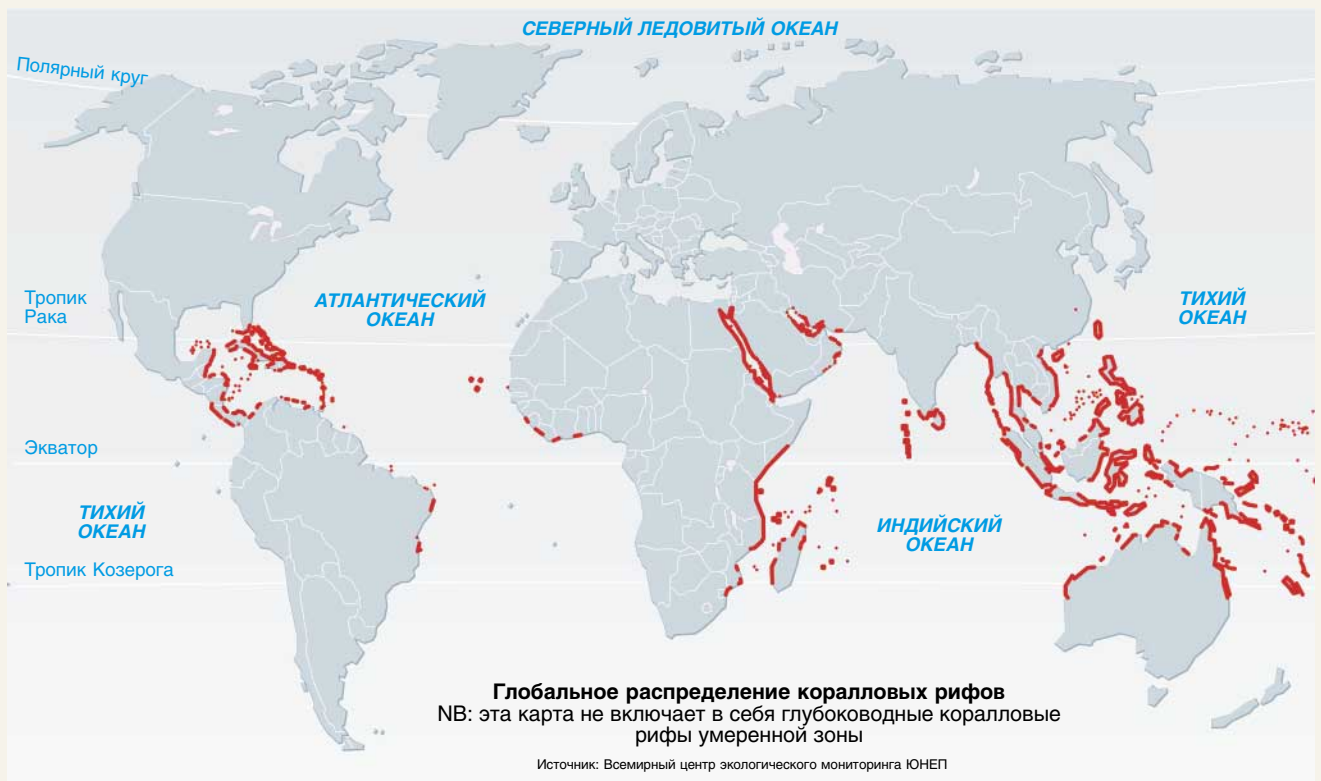 СЕВЕРНЫЙ ЛЕДОВИТЫЙ ОКЕАН
Полярный круг
Тропик
Рака
АТЛАНТИЧЕСКИЙ
ОКЕАН
ТИХИЙ
ОКЕАН
Экватор
ТИХИЙ
ОКЕАН
ИНДИЙСКИЙ
ОКЕАН
Тропик Козерога
Глобальное распределение коралловых рифов
NB: эта карта не включает в себя глубоководные коралловые
рифы умеренной зоны
Источник: Всемирный центр экологического мониторинга ЮНЕП